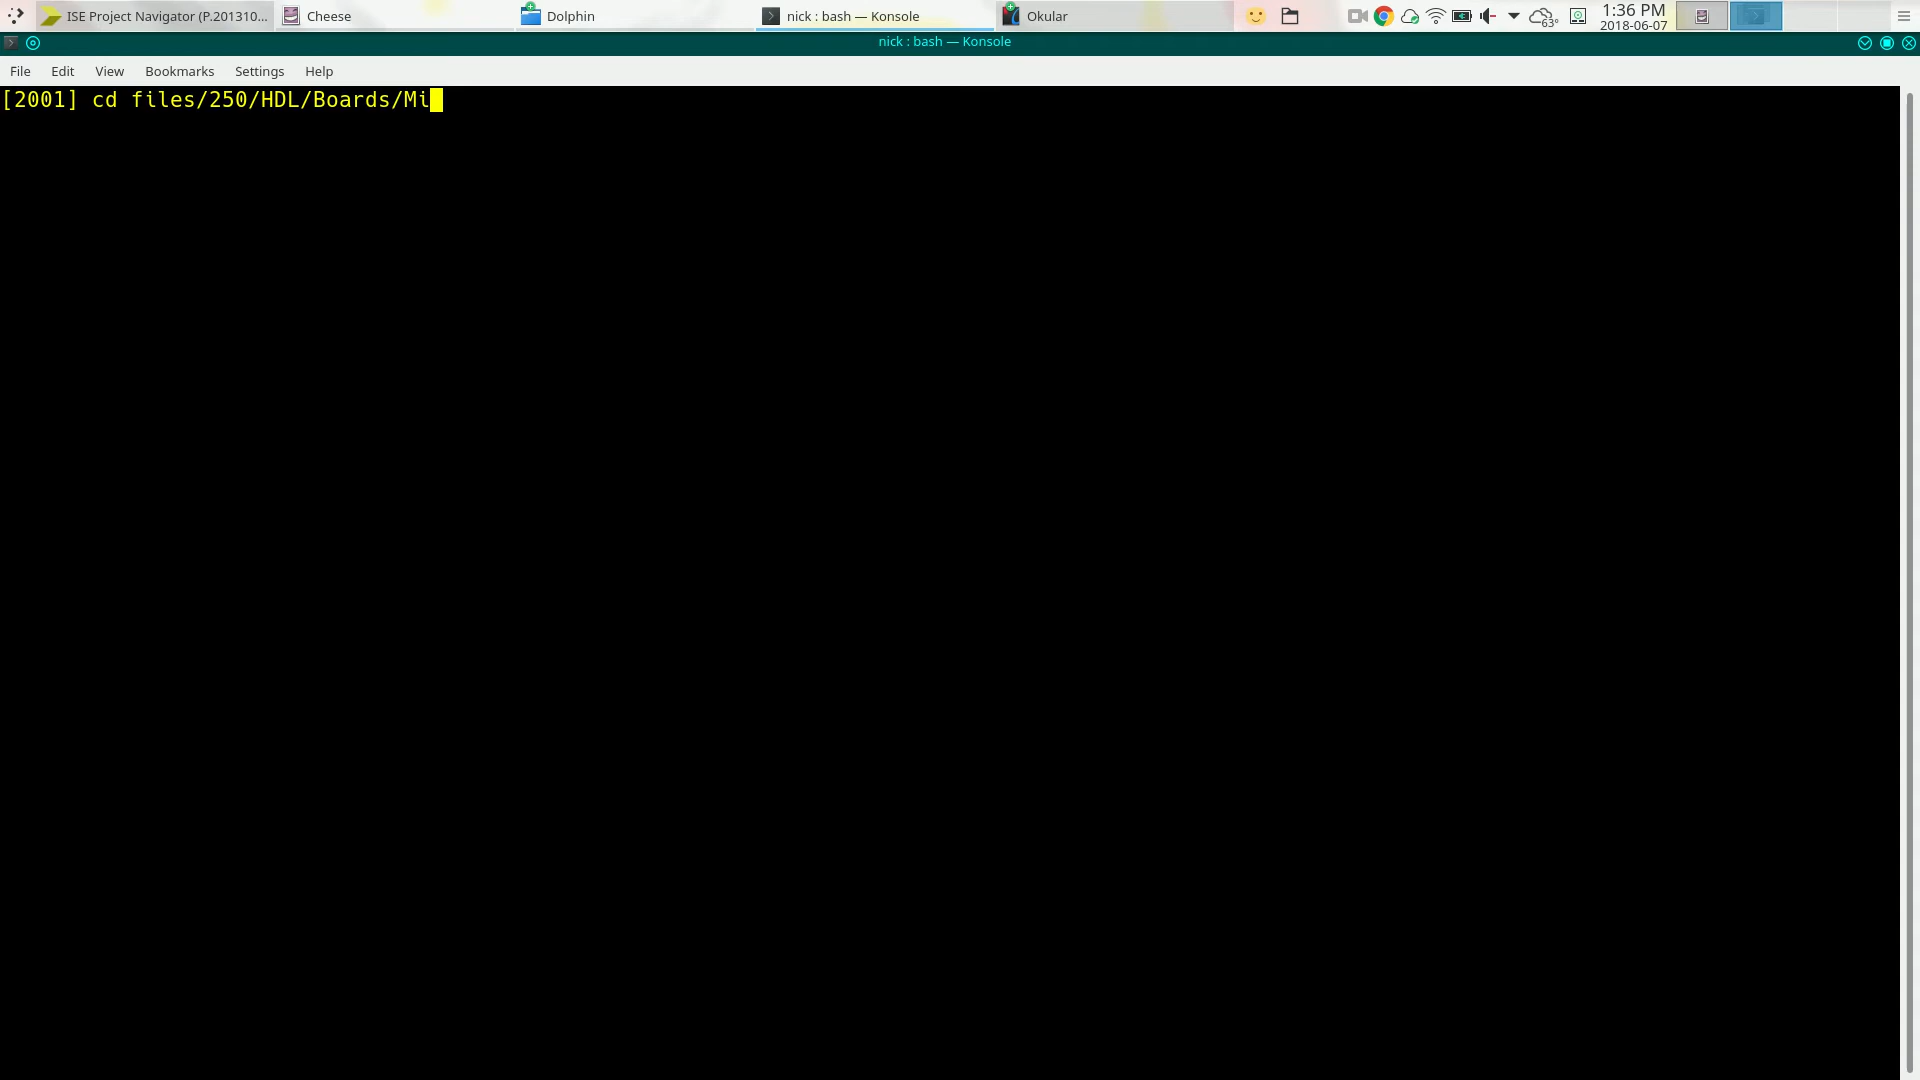 ISE Project Navigator (P.201310...
Cheese
Dolphin
nick : bash — Konsole
Okular
63°
1:36 PM
2018-06-07
nick : bash — Konsole
File Edit View Bookmarks Settings Help
[2001] cd files/250/HDL/Boards/Mi